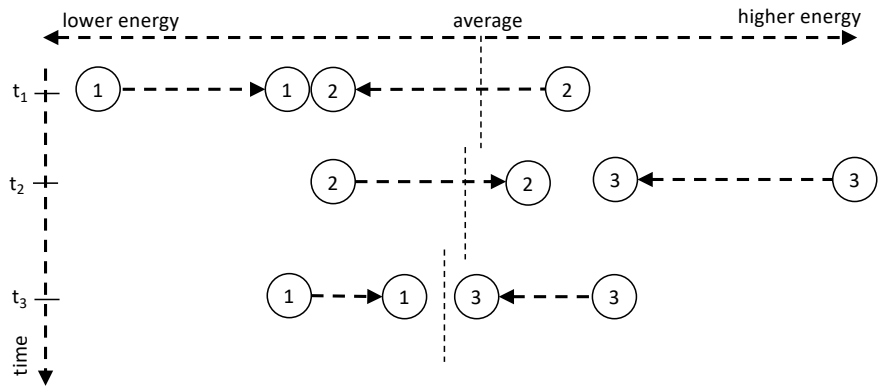 lower energy average higher energy
t₁ 1 1 2 2
t₂ 2 2 3 3
t₃ 1 1 3 3
time